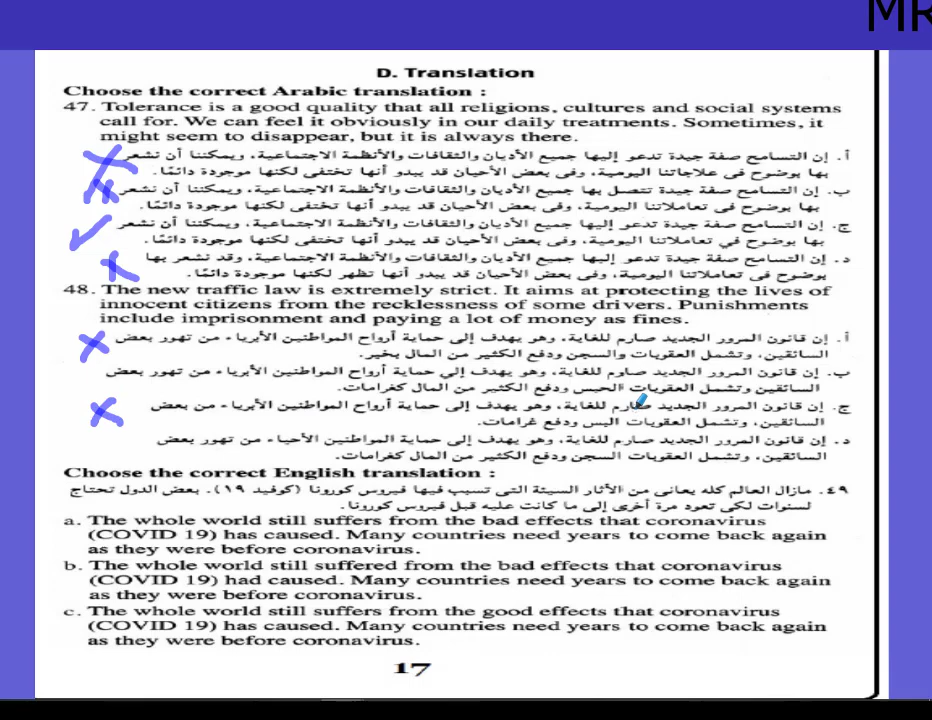 MR
D. Translation
Choose the correct Arabic translation :
47. Tolerance is a good quality that all religions, cultures and social systems
call for. We can feel it obviously in our daily treatments. Sometimes, it
might seem to disappear, but it is always there.
أ. إن التسامح صفة جيدة تدعو إليها جميع الأديان والثقافات والأنظمة الاجتماعية، ويمكننا أن نشعر
بها بوضوح في علاجاتنا اليومية، وفى بعض الأحيان قد يبدو أنها تختفى لكنها موجودة دائمًا.
ب. إن التسامح صفة جيدة تتصل بها جميع الأديان والثقافات والأنظمة الاجتماعية، ويمكننا أن نشعر
بها بوضوح في تعاملاتنا اليومية، وفى بعض الأحيان قد يبدو أنها تختفى لكنها موجودة دائمًا.
ج. إن التسامح صفة جيدة تدعو إليها جميع الأديان والثقافات والأنظمة الاجتماعية، ويمكننا أن نشعر
بها بوضوح في تعاملاتنا اليومية، وفى بعض الأحيان قد يبدو أنها تختفى لكنها موجودة دائمًا.
د. إن التسامح صفة جيدة تدعو إليها جميع الأديان والثقافات والأنظمة الاجتماعية، وقد نشعر بها
بوضوح فى تعاملاتنا اليومية، وفى بعض الأحيان قد يبدو أنها تظهر لكنها موجودة دائمًا.
48. The new traffic law is extremely strict. It aims at protecting the lives of
innocent citizens from the recklessness of some drivers. Punishments
include imprisonment and paying a lot of money as fines.
أ. إن قانون المرور الجديد صارم للغاية، وهو يهدف إلى حماية أرواح المواطنين الأبرياء من تهور بعض
السائقين، وتشمل العقوبات والسجن ودفع الكثير من المال بخير.
ب. إن قانون المرور الجديد صارم للغاية، وهو يهدف إلى حماية أرواح المواطنين الأبرياء من تهور بعض
السائقين وتشمل العقوبات الحبس ودفع الكثير من المال كغرامات.
ج. إن قانون المرور الجديد صارم للغاية، وهو يهدف إلى حماية أرواح المواطنين الأبرياء من بعض
السائقين، وتشمل العقوبات البس ودفع غرامات.
د. إن قانون المرور الجديد صارم للغاية، وهو يهدف إلى حماية المواطنين الأحياء من تهور بعض
السائقين، وتشمل العقوبات السجن ودفع الكثير من المال كغرامات.
Choose the correct English translation :
٤٩. مازال العالم كله يعانى من الآثار السيئة التى تسبب فيها فيروس كورونا (كوفيد ١٩). بعض الدول تحتاج
لسنوات لكى تعود مرة أخرى إلى ما كانت عليه قبل فيروس كورونا.
a. The whole world still suffers from the bad effects that coronavirus
(COVID 19) has caused. Many countries need years to come back again
as they were before coronavirus.
b. The whole world still suffered from the bad effects that coronavirus
(COVID 19) had caused. Many countries need years to come back again
as they were before coronavirus.
c. The whole world still suffers from the good effects that coronavirus
(COVID 19) has caused. Many countries need years to come back again
as they were before coronavirus.
17